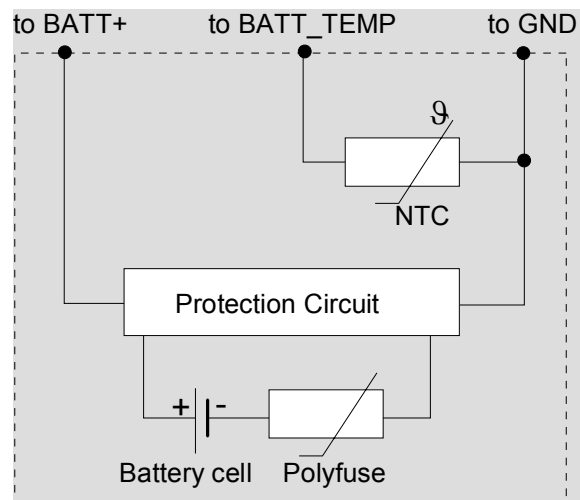 to BATT+ to BATT_TEMP to GND
ϑ
NTC
Protection Circuit
+ -
Battery cell Polyfuse